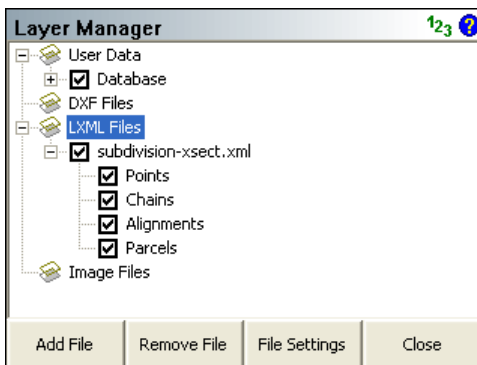 Layer Manager
123 ?
User Data
Database
DXF Files
LXML Files
subdivision-xsect.xml
Points
Chains
Alignments
Parcels
Image Files
Add File Remove File File Settings Close